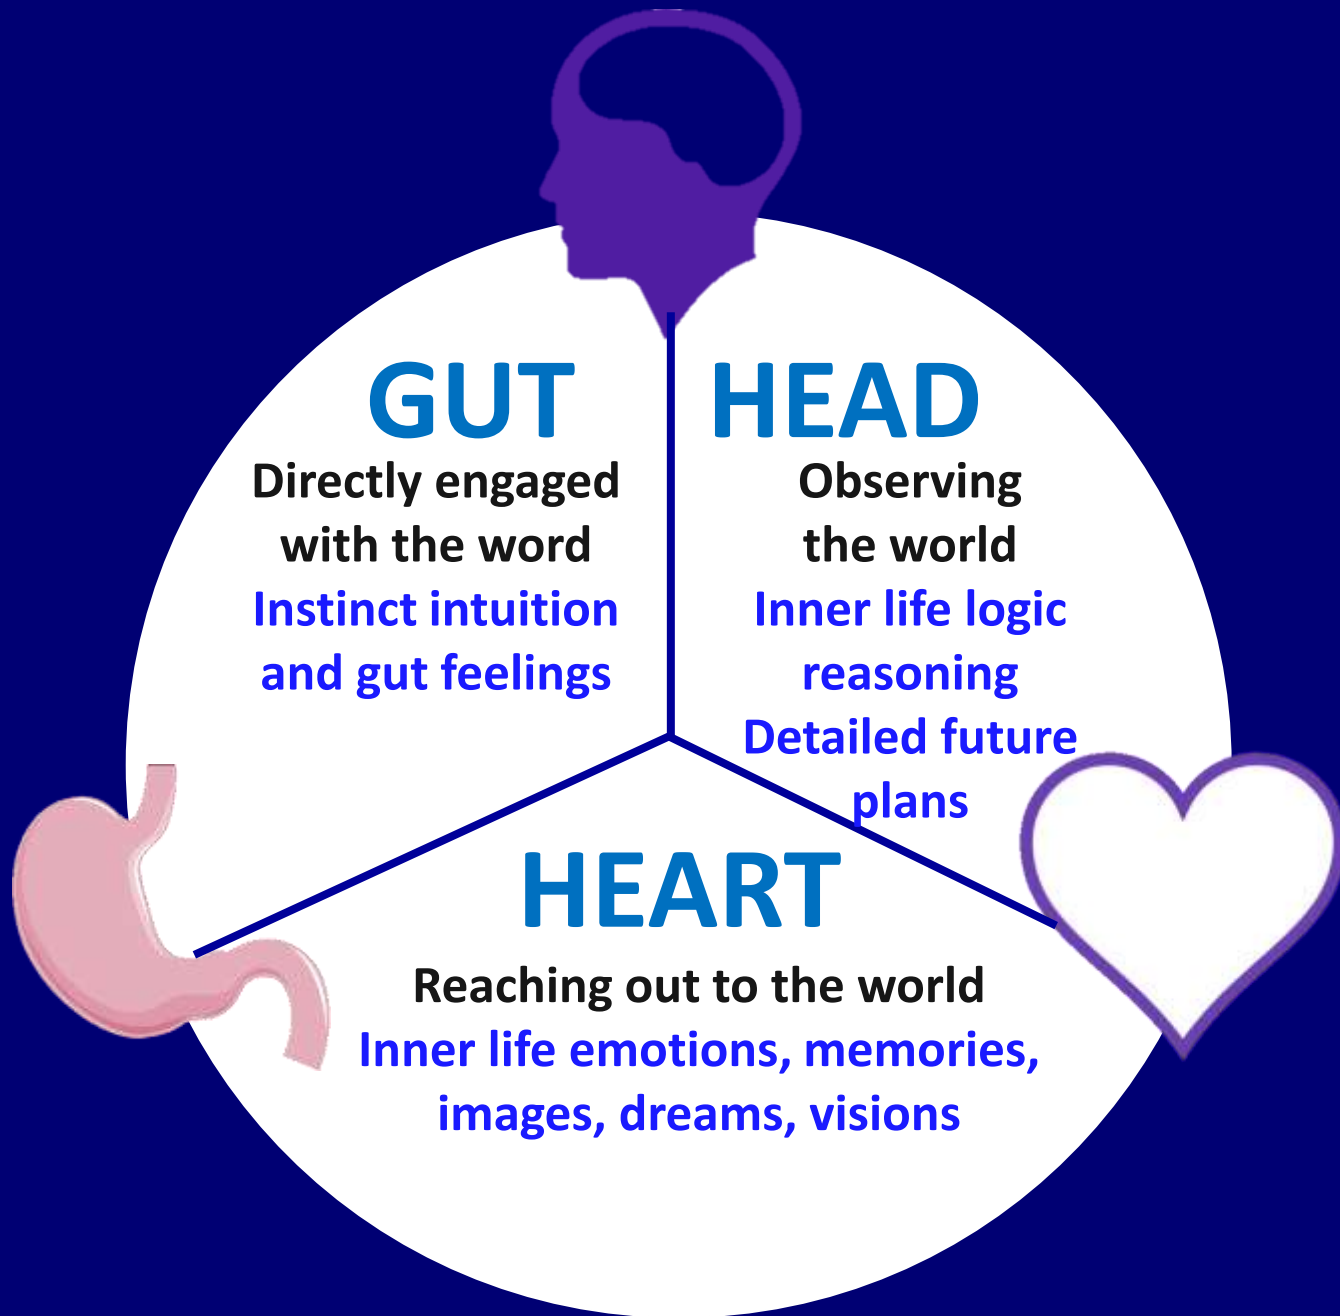 GUT
Directly engaged
with the word
Instinct intuition
and gut feelings
HEAD
Observing
the world
Inner life logic
reasoning
Detailed future
plans
HEART
Reaching out to the world
Inner life emotions, memories,
images, dreams, visions